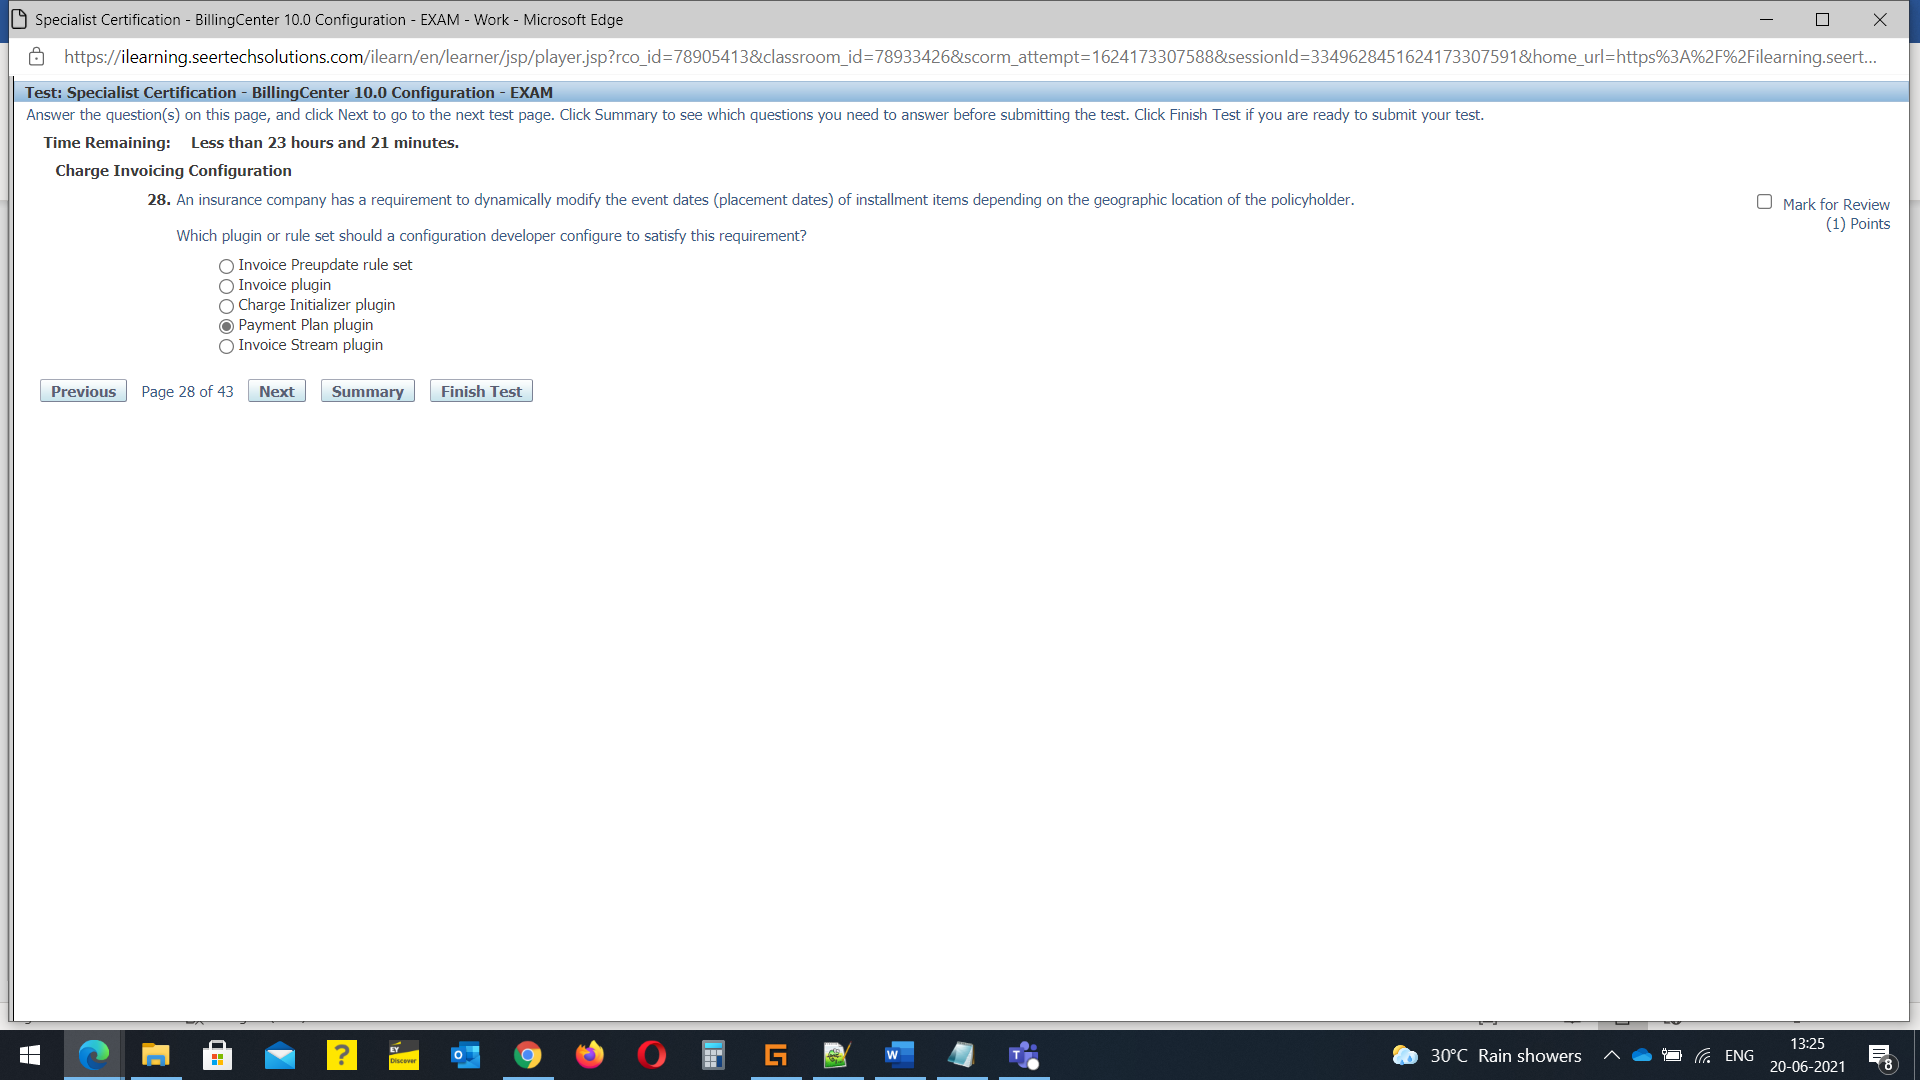 Specialist Certification - BillingCenter 10.0 Configuration - EXAM - Work - Microsoft Edge
https://ilearning.seertechsolutions.com/ilearn/en/learner/jsp/player.jsp?rco_id=78905413&classroom_id=78933426&scorm_attempt=1624173307588&sessionId=3349628451624173307591&home_url=https%3A%2F%2Filearning.seert...
Test: Specialist Certification - BillingCenter 10.0 Configuration - EXAM
Answer the question(s) on this page, and click Next to go to the next test page. Click Summary to see which questions you need to answer before submitting the test. Click Finish Test if you are ready to submit your test.
Time Remaining: Less than 23 hours and 21 minutes.
Charge Invoicing Configuration
28. An insurance company has a requirement to dynamically modify the event dates (placement dates) of installment items depending on the geographic location of the policyholder.
Mark for Review
(1) Points
Which plugin or rule set should a configuration developer configure to satisfy this requirement?
Invoice Preupdate rule set
Invoice plugin
Charge Initializer plugin
Payment Plan plugin
Invoice Stream plugin
Previous Page 28 of 43 Next Summary Finish Test
EY
Discover
30°C Rain showers
ENG
13:25
20-06-2021
8